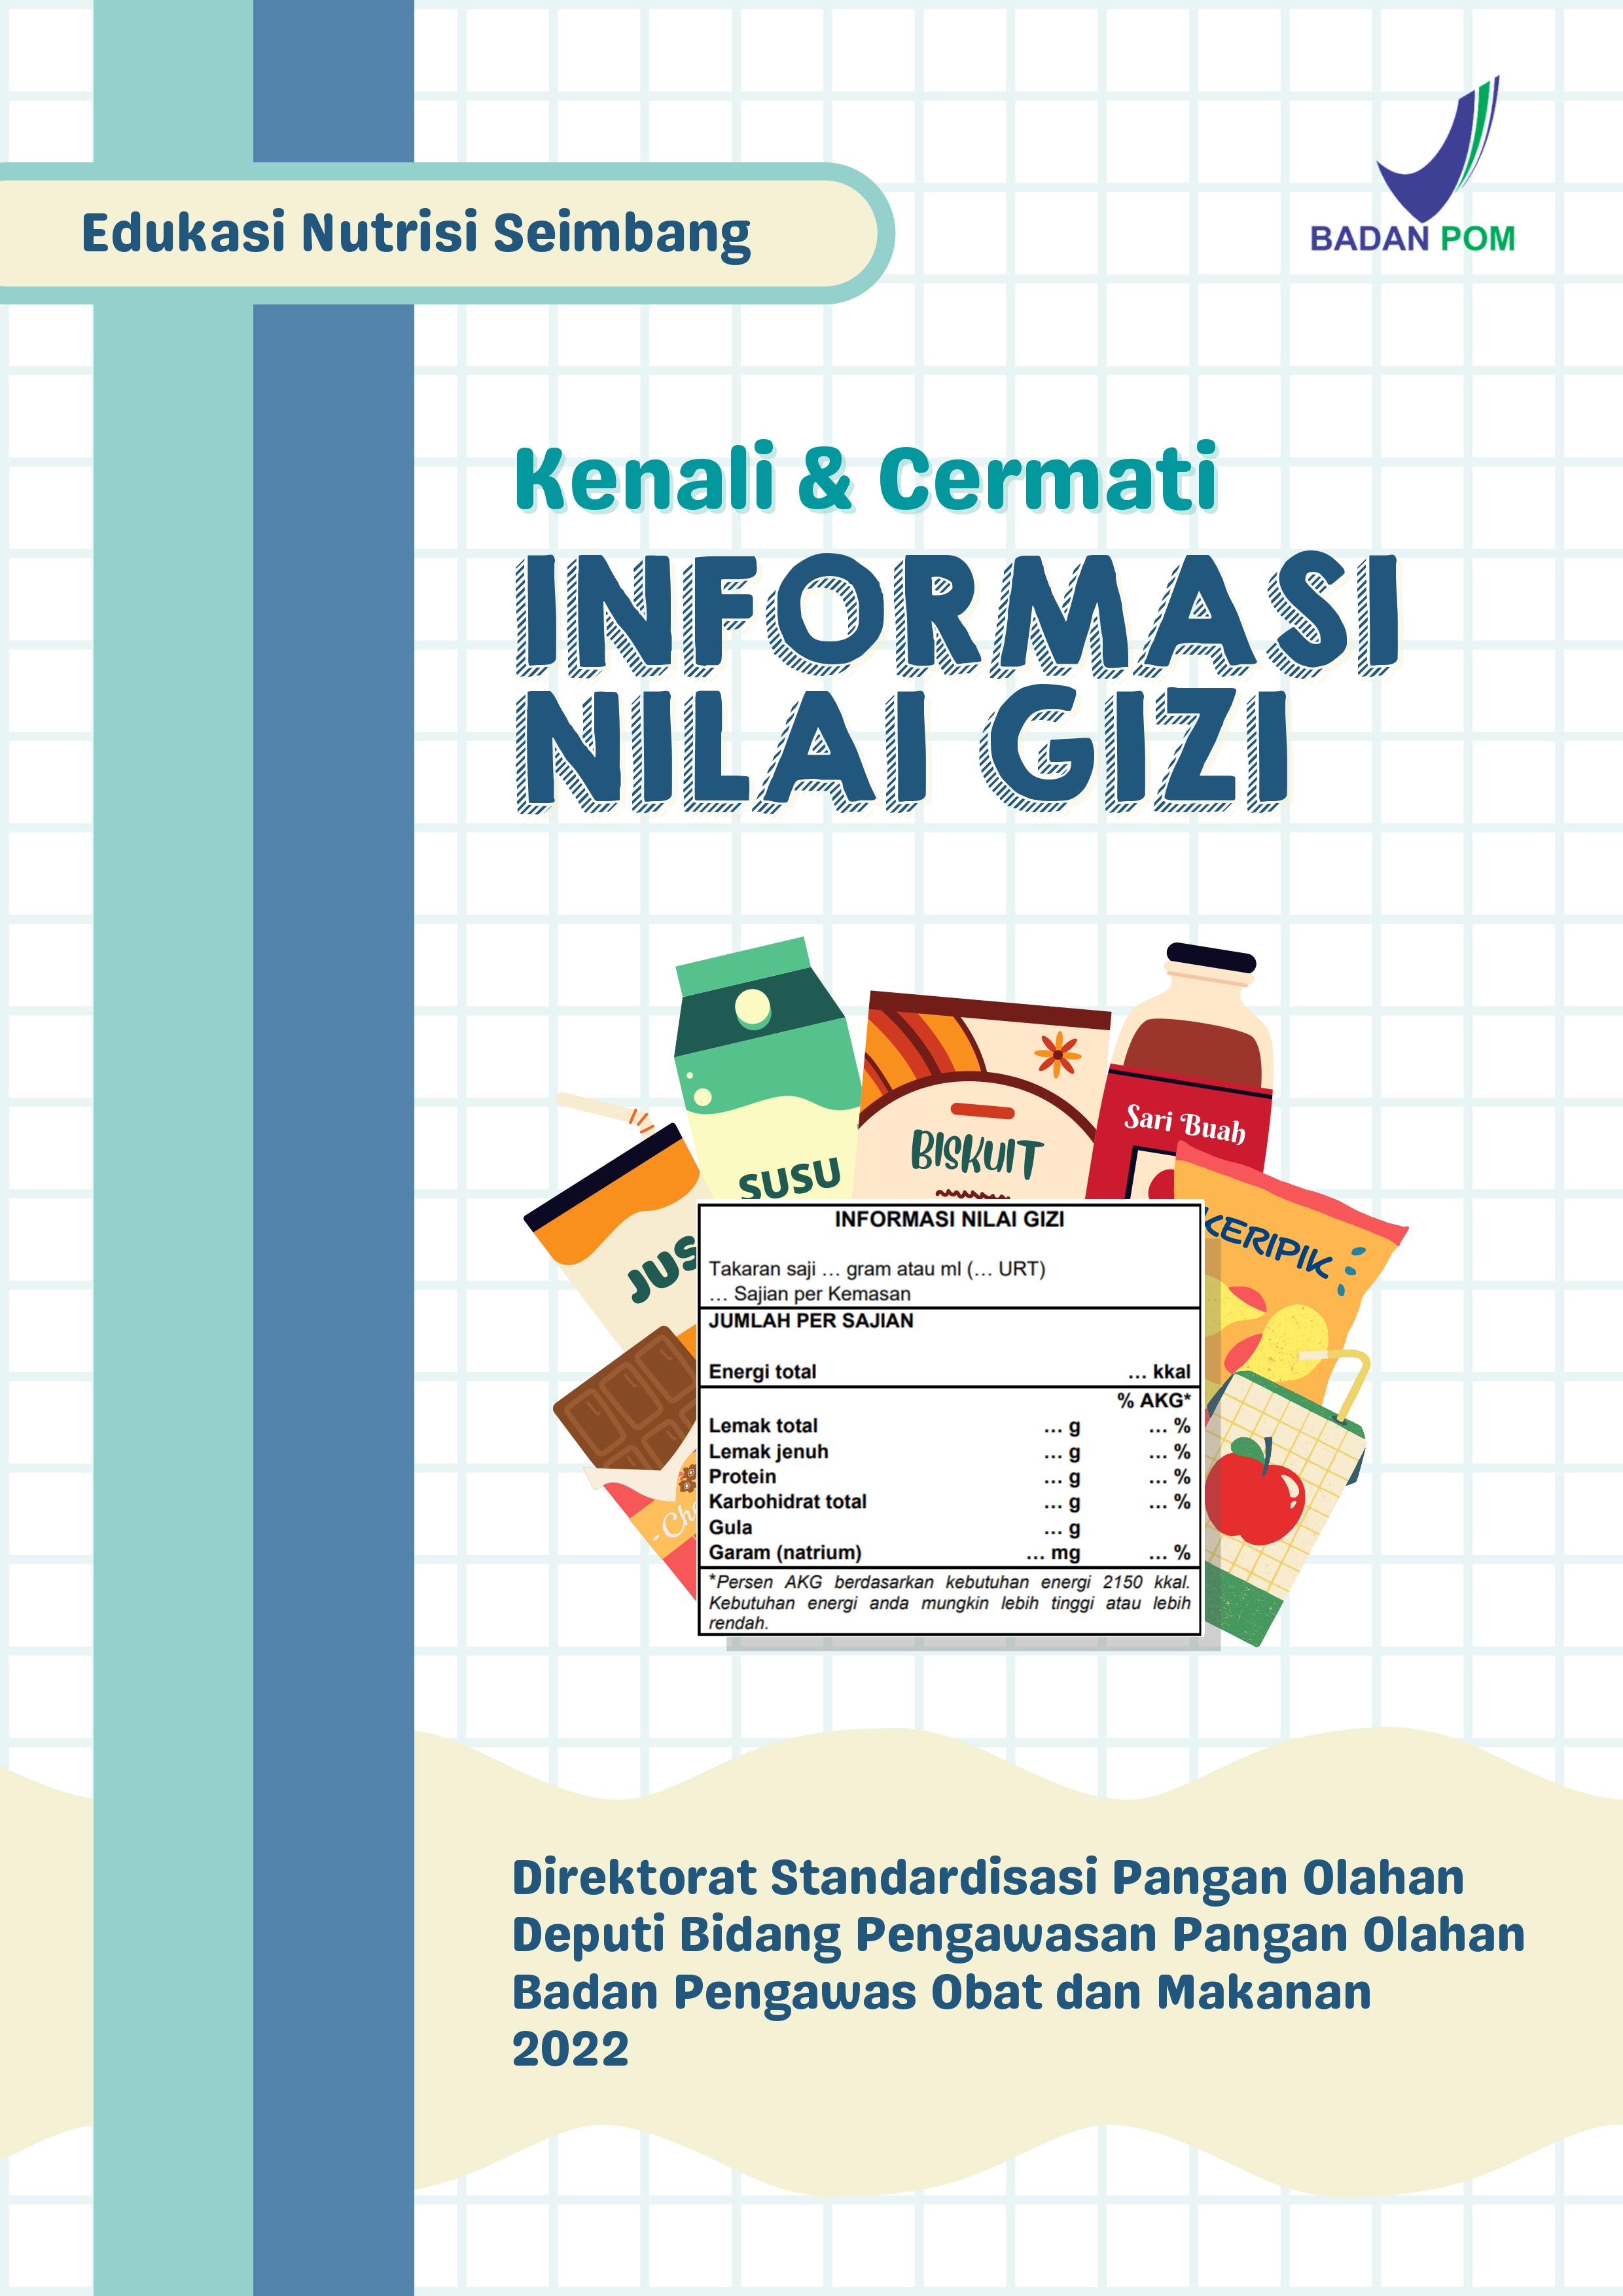 Edukasi Nutrisi Seimbang
BADAN POM
Kenali & Cermati
INFORMASI
NILAI GIZI
SUSU
BISKUIT
Sari Buah
JUS
KERIPIK
INFORMASI NILAI GIZI
Takaran saji … gram atau ml (… URT)
… Sajian per Kemasan
JUMLAH PER SAJIAN
Energi total … kkal
% AKG*
Lemak total … g … %
Lemak jenuh … g … %
Protein … g … %
Karbohidrat total … g … %
Gula … g
Garam (natrium) … mg … %
*Persen AKG berdasarkan kebutuhan energi 2150 kkal.
Kebutuhan energi anda mungkin lebih tinggi atau lebih
rendah.
Direktorat Standardisasi Pangan Olahan
Deputi Bidang Pengawasan Pangan Olahan
Badan Pengawas Obat dan Makanan
2022